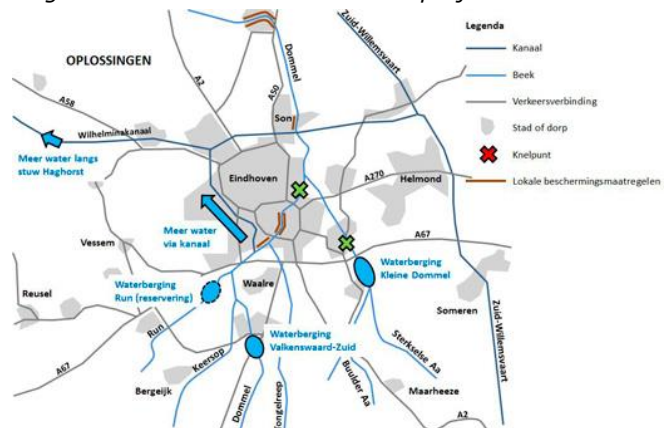 OPLOSSINGEN
A2
A50
Dommel
Zuid-Willemsvaart
A58
Wilhelminakanaal
Son
Meer water langs
stuw Haghorst
Eindhoven
A270
Helmond
Meer water
via kanaal
Vessem
A67
Waterberging
Run (reservering)
Waalre
Waterberging
Kleine Dommel
Reusel
Run
Someren
Zuid-Willemsvaart
Waterberging
Valkenswaard-Zuid
Sterkselse Aa
Keersop
A67
Bergeijk
Dommel
Tongelreep
Buulder Aa
Maarheeze
A2
Legenda
Kanaal
Beek
Verkeersverbinding
Stad of dorp
Knelpunt
Lokale beschermingsmaatregelen